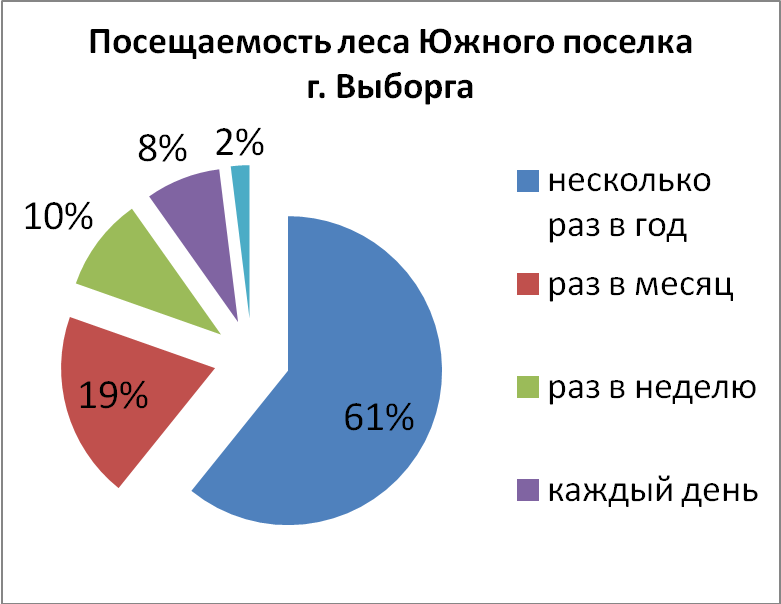 Посещаемость леса Южного поселка
г. Выборга
2%
8%
10%
19%
61%
несколько
раз в год
раз в месяц
раз в неделю
каждый день